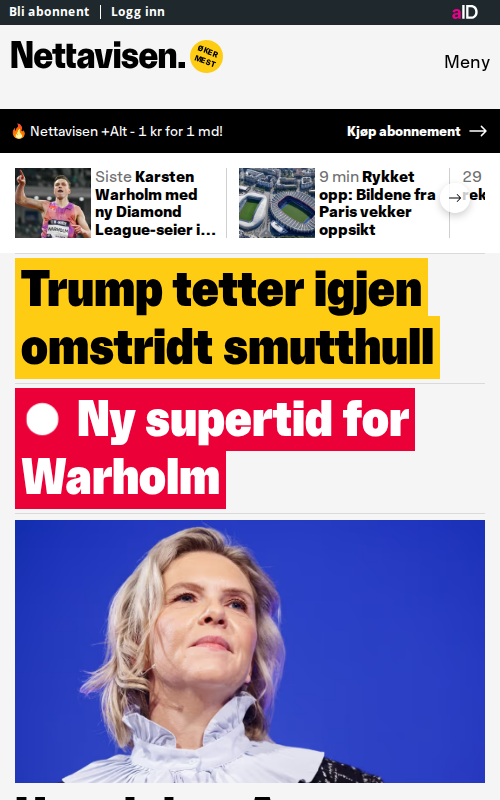 Bli abonnent
Logg inn
aID
Nettavisen.
ØKER
MEST
Meny
🔥 Nettavisen +Alt - 1 kr for 1 md!
Kjøp abonnement →
Siste Karsten
Warholm med
ny Diamond
League-seier i...
9 min Rykket
opp: Bildene fra
Paris vekker
oppsikt
29
Trump tetter igjen
omstridt smutthull
Ny supertid for
Warholm